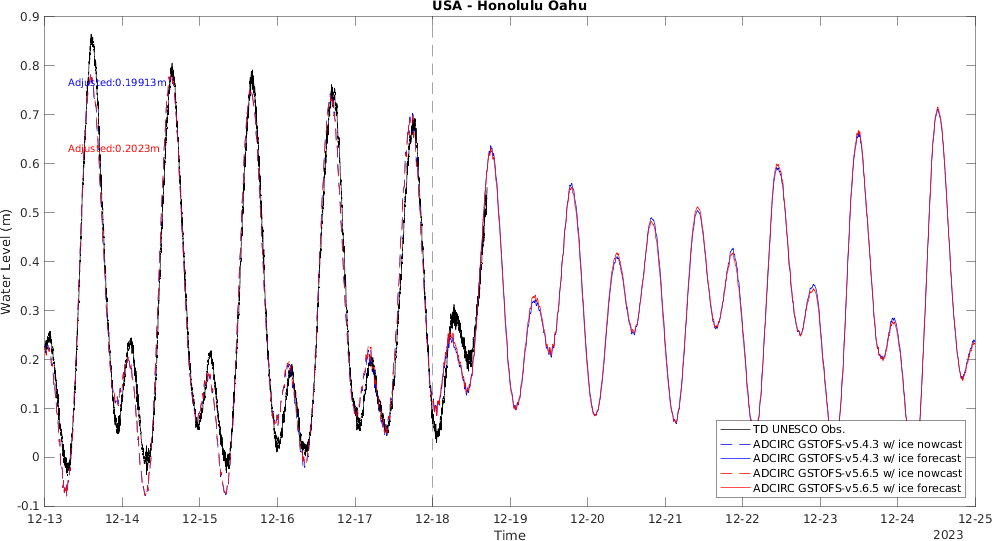 USA - Honolulu Oahu
0.9
0.8
0.7
0.6
0.5
0.4
0.3
0.2
0.1
0
-0.1
Water Level (m)
Adjusted:0.19913m
Adjusted:0.2023m
TD UNESCO Obs.
ADCIRC GSTOFS-v5.4.3 w/ ice nowcast
ADCIRC GSTOFS-v5.4.3 w/ ice forecast
ADCIRC GSTOFS-v5.6.5 w/ ice nowcast
ADCIRC GSTOFS-v5.6.5 w/ ice forecast
12-13 12-14 12-15 12-16 12-17 12-18 12-19 12-20 12-21 12-22 12-23 12-24 12-25
Time
2023